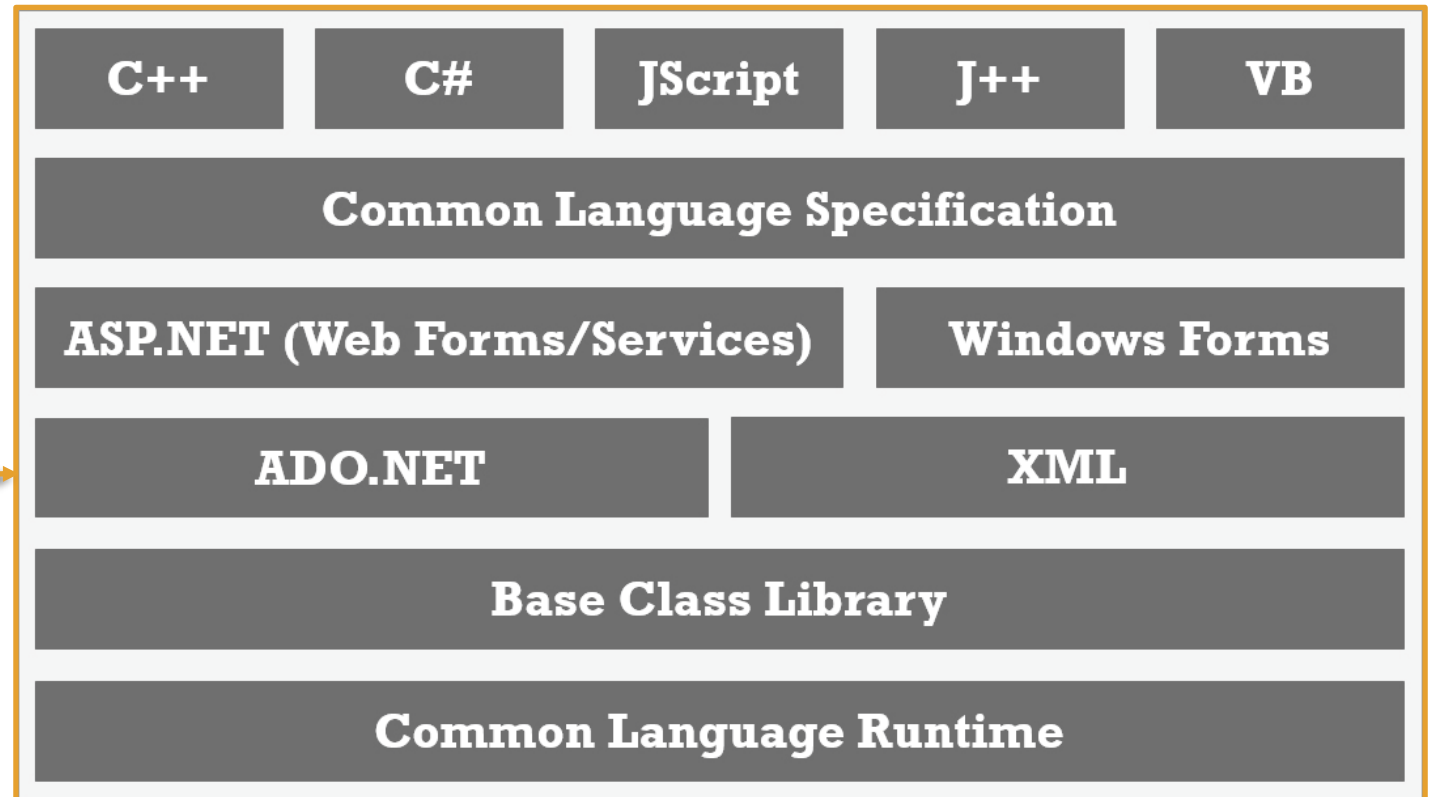 C++
C#
JScript
J++
VB
Common Language Specification
ASP.NET (Web Forms/Services)
Windows Forms
ADO.NET
XML
Base Class Library
Common Language Runtime